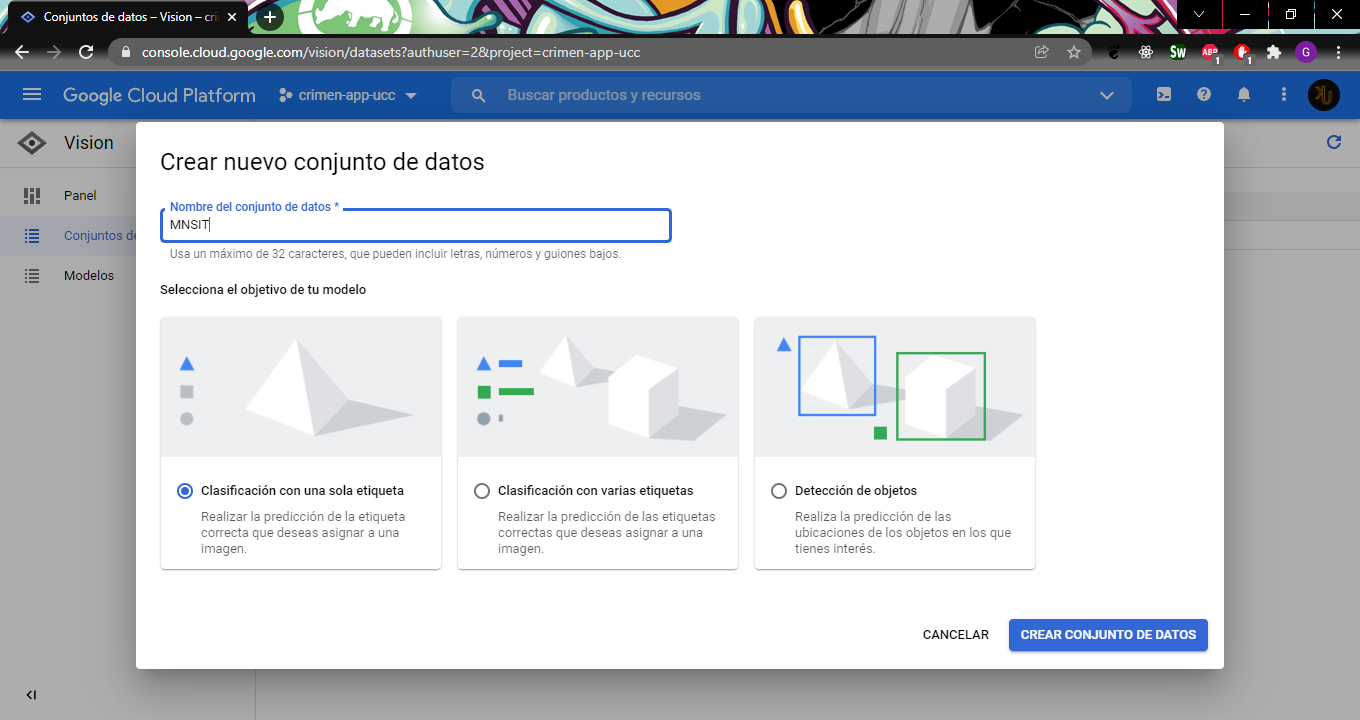 Conjuntos de datos – Vision – cri
console.cloud.google.com/vision/datasets?authuser=2&project=crimen-app-ucc
SW
ABP
1
1
G
Google Cloud Platform
crimen-app-ucc
Buscar productos y recursos
Vision
Panel
Conjuntos de
Modelos
Crear nuevo conjunto de datos
Nombre del conjunto de datos *
MNSIT
Usa un máximo de 32 caracteres, que pueden incluir letras, números y guiones bajos.
Selecciona el objetivo de tu modelo
Clasificación con una sola etiqueta
Realizar la predicción de la etiqueta
correcta que deseas asignar a una
imagen.
Clasificación con varias etiquetas
Realizar la predicción de las etiquetas
correctas que deseas asignar a una
imagen.
Detección de objetos
Realiza la predicción de las
ubicaciones de los objetos en los que
tienes interés.
CANCELAR
CREAR CONJUNTO DE DATOS